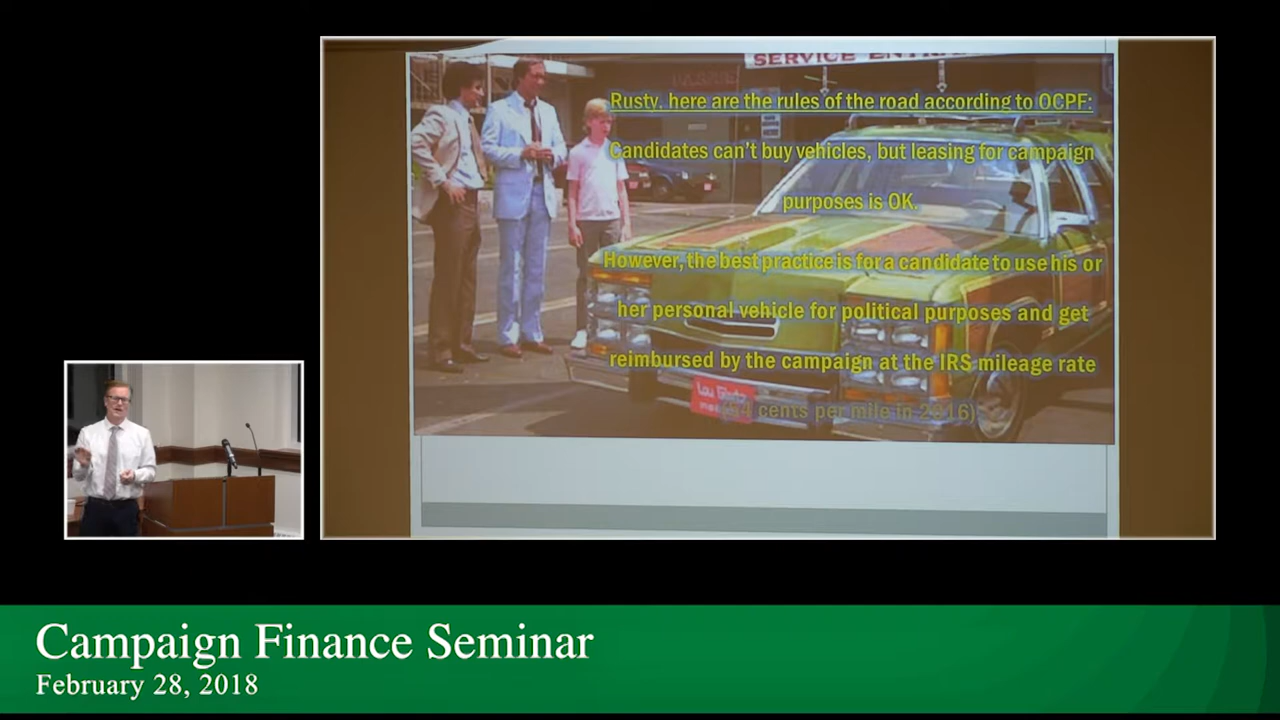 SERVICE
Rusty, here are the rules of the road according to OCPF:
Candidates can't buy vehicles, but leasing for campaign
purposes is OK.
However, the best practice is for a candidate to use his or
her personal vehicle for political purposes and get
reimbursed by the campaign at the IRS mileage rate
(54 cents per mile in 2016)
Campaign Finance Seminar
February 28, 2018